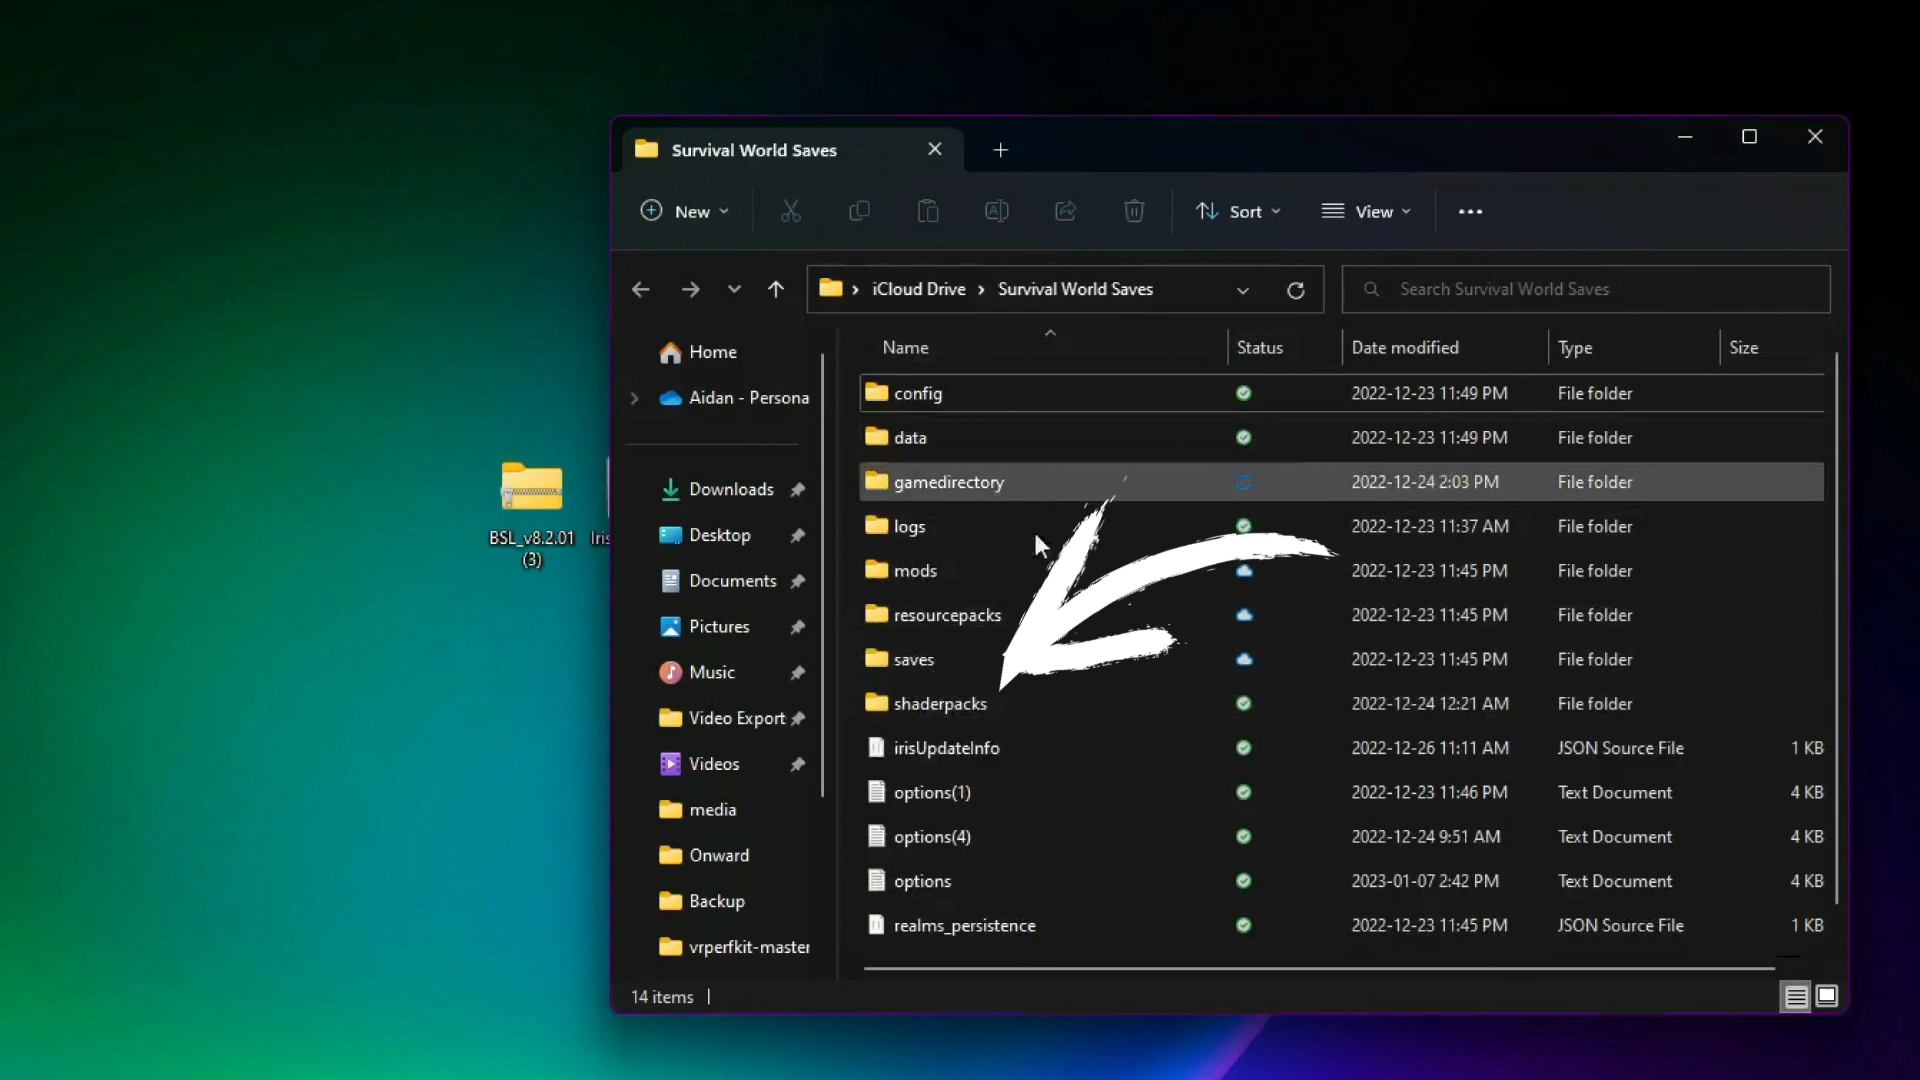 Survival World Saves
New
Sort
View
iCloud Drive
Survival World Saves
Search Survival World Saves
Name
Status
Date modified
Type
Size
Home
Aidan - Persona
Downloads
Desktop
Documents
Pictures
Music
Video Export
Videos
media
Onward
Backup
vrperfkit-master
config 2022-12-23 11:49 PM File folder
data 2022-12-23 11:49 PM File folder
gamedirectory 2022-12-24 2:03 PM File folder
logs 2022-12-23 11:37 AM File folder
mods 2022-12-23 11:45 PM File folder
resourcepacks 2022-12-23 11:45 PM File folder
saves 2022-12-23 11:45 PM File folder
shaderpacks 2022-12-24 12:21 AM File folder
irisUpdateInfo 2022-12-26 11:11 AM JSON Source File 1 KB
options(1) 2022-12-23 11:46 PM Text Document 4 KB
options(4) 2022-12-24 9:51 AM Text Document 4 KB
options 2023-01-07 2:42 PM Text Document 4 KB
realms_persistence 2022-12-23 11:45 PM JSON Source File 1 KB
14 items
BSL_v8.2.01
(3)
Iris